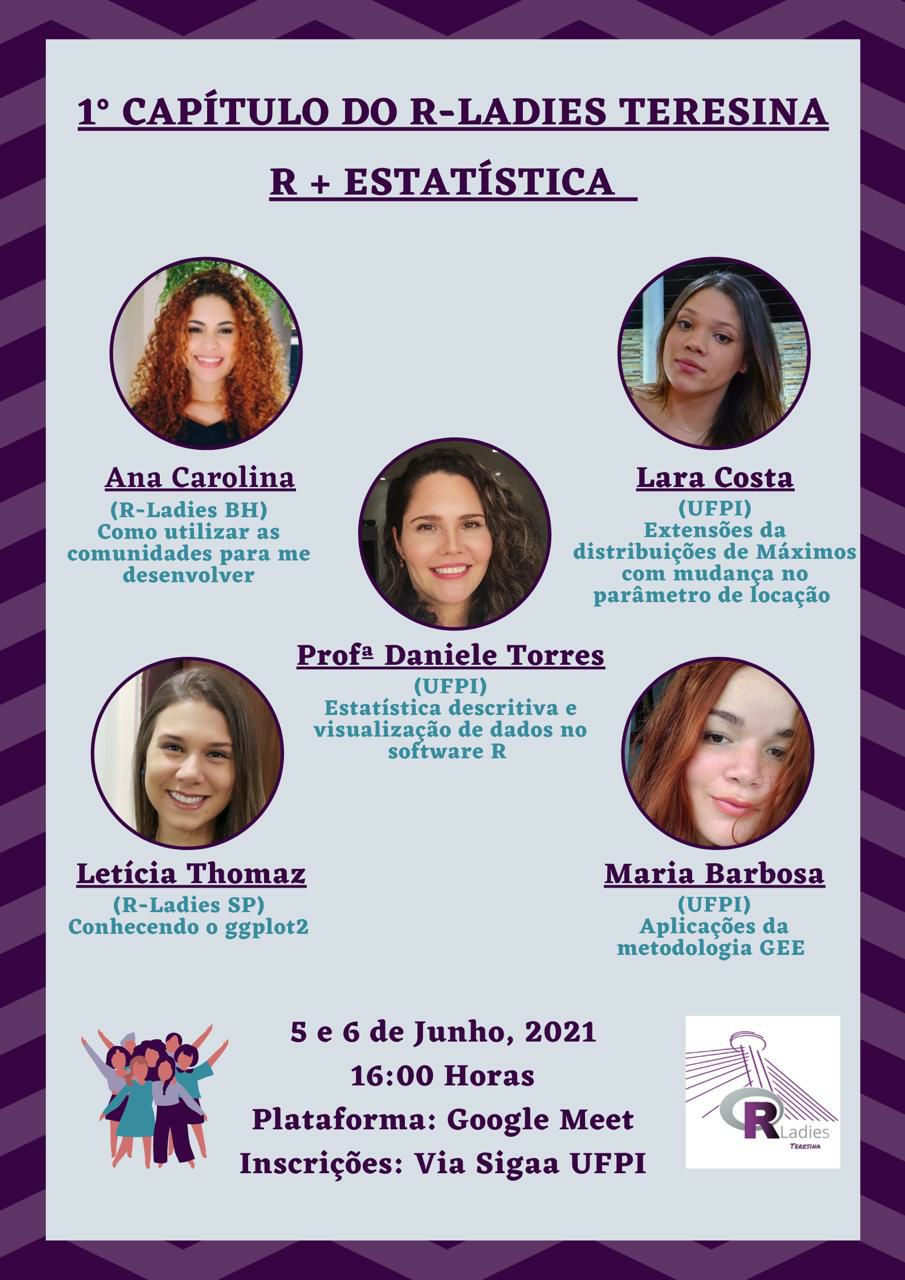 1° CAPÍTULO DO R-LADIES TERESINA
R + ESTATÍSTICA
Ana Carolina
(R-Ladies BH)
Como utilizar as
comunidades para me
desenvolver
Lara Costa
(UFPI)
Extensões da
distribuições de Máximos
com mudança no
parâmetro de locação
Profª Daniele Torres
(UFPI)
Estatística descritiva e
visualização de dados no
software R
Letícia Thomaz
(R-Ladies SP)
Conhecendo o ggplot2
Maria Barbosa
(UFPI)
Aplicações da
metodologia GEE
5 e 6 de Junho, 2021
16:00 Horas
Plataforma: Google Meet
Inscrições: Via Sigaa UFPI
R Ladies
TERESINA